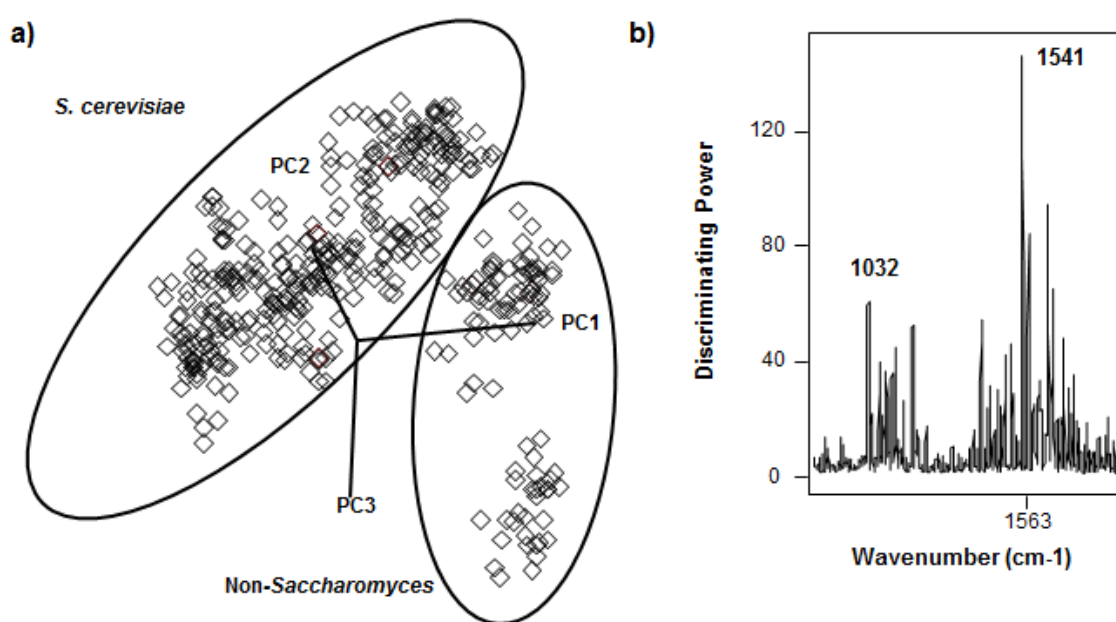 a)
S. cerevisiae
PC2
PC1
PC3
Non-Saccharomyces
b)
1541
120
Discriminating Power
80
1032
40
0
1563
Wavenumber (cm-1)